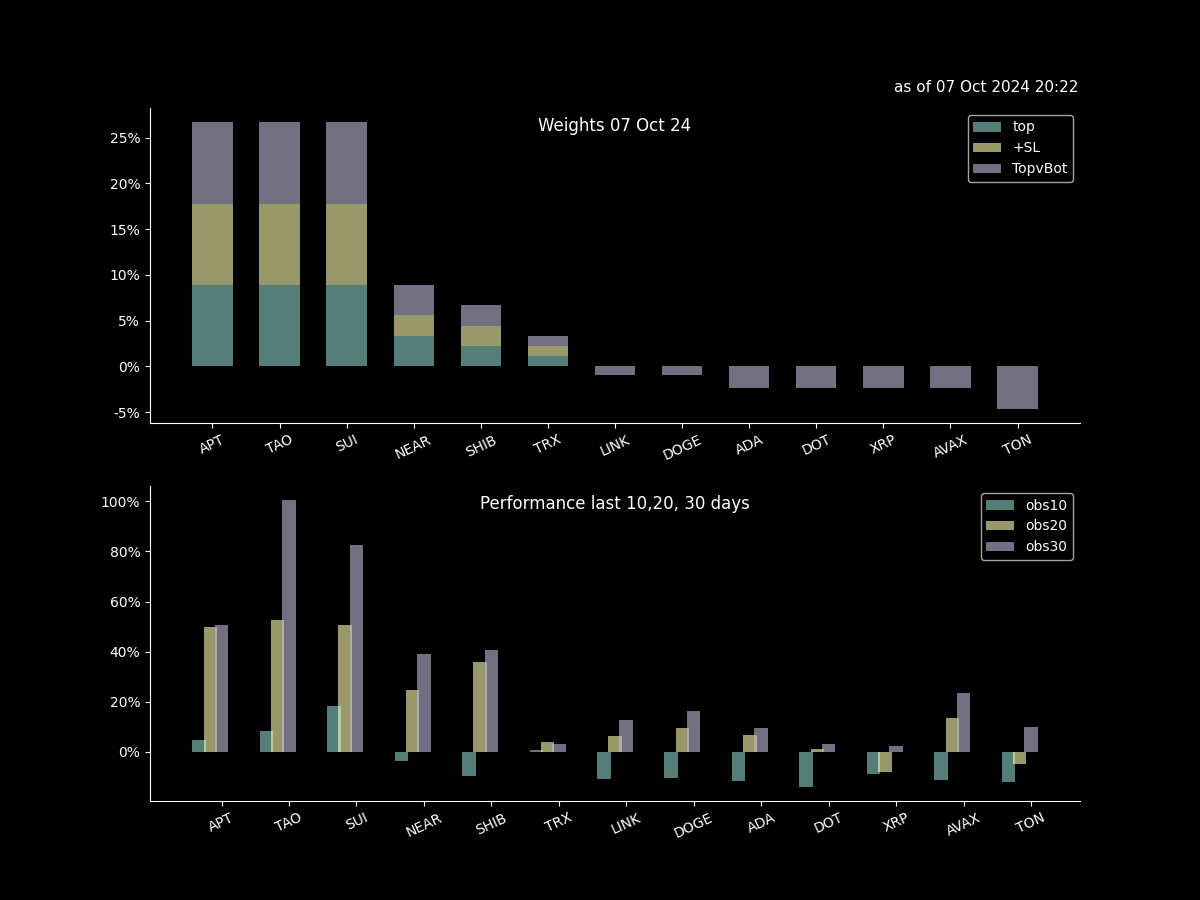 as of 07 Oct 2024 20:22
Weights 07 Oct 24
top
+SL
TopvBot
25%
20%
15%
10%
5%
0%
-5%
APT TAO SUI NEAR SHIB TRX LINK DOGE ADA DOT XRP AVAX TON
Performance last 10,20, 30 days
obs10
obs20
obs30
100%
80%
60%
40%
20%
0%
APT TAO SUI NEAR SHIB TRX LINK DOGE ADA DOT XRP AVAX TON